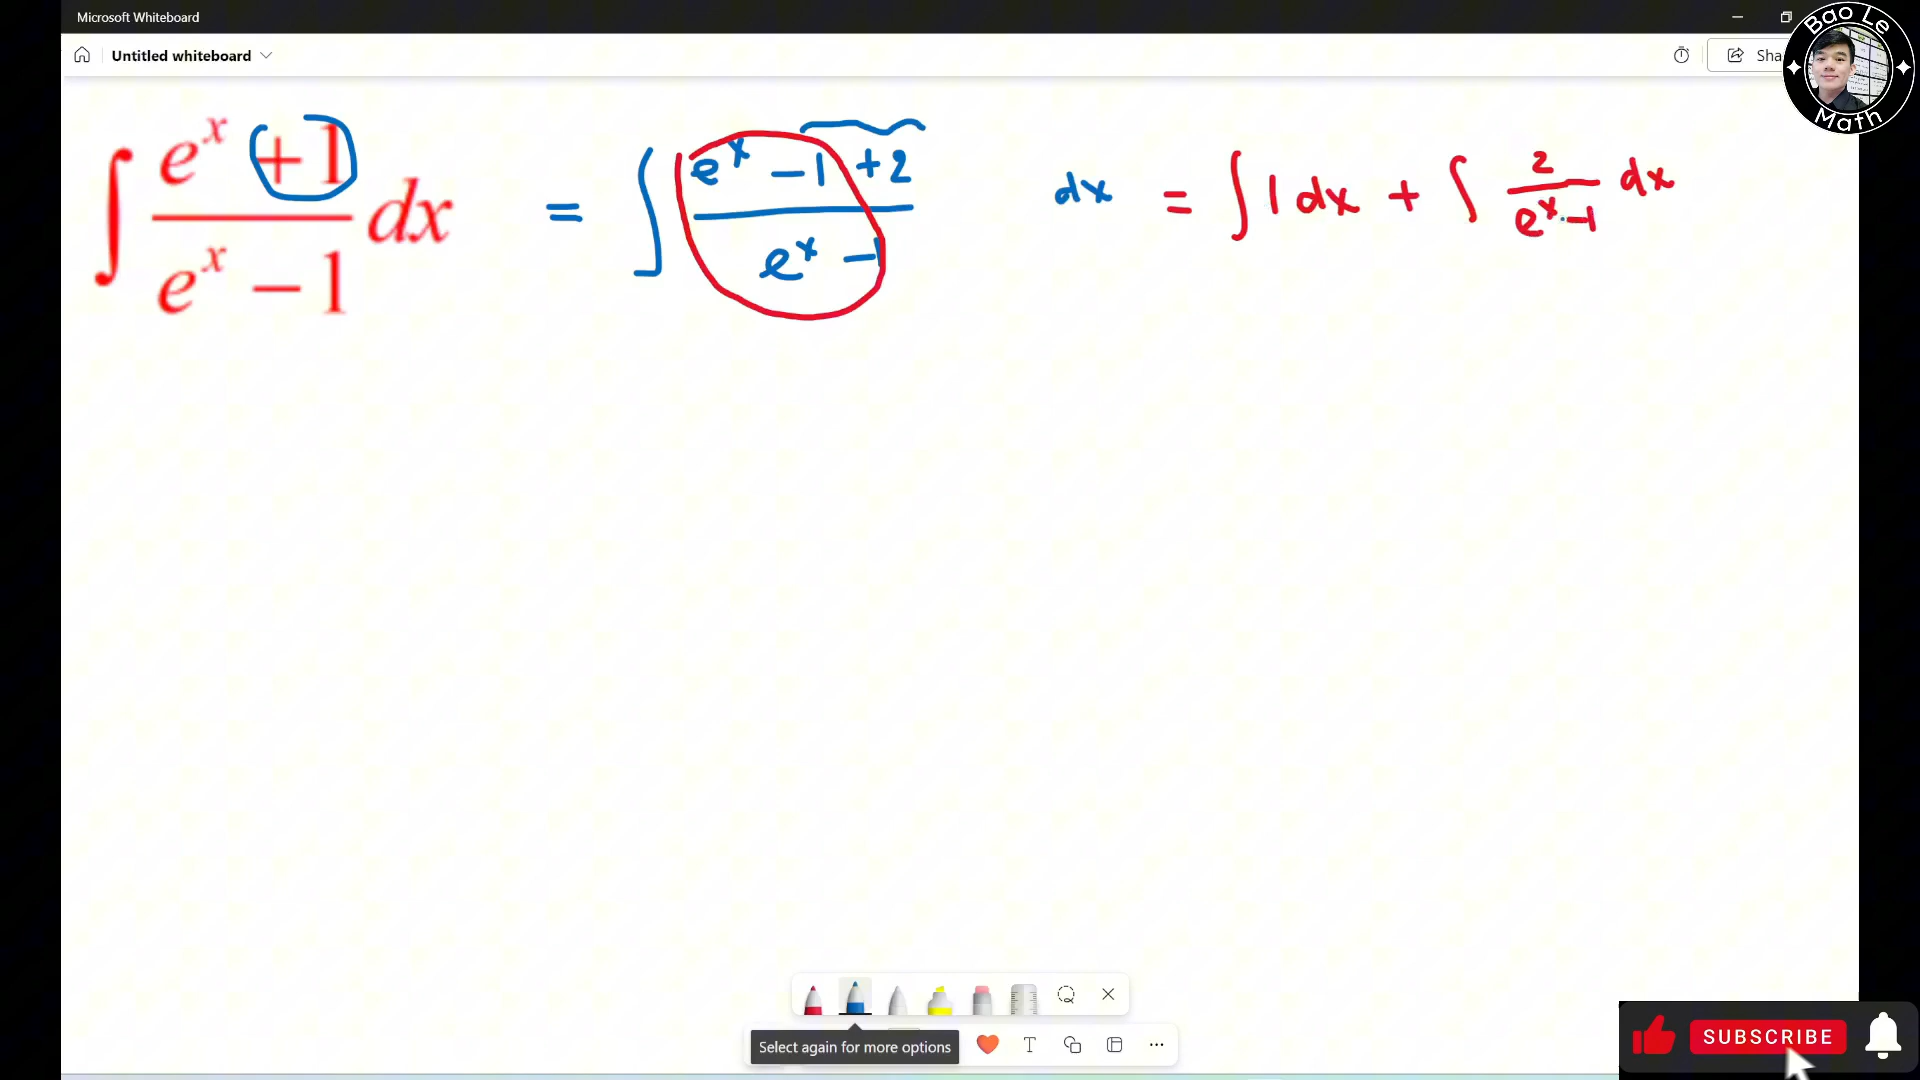 Microsoft Whiteboard
Untitled whiteboard
Sha
Bao Le
Math
∫ (e^x + 1)/(e^x − 1) dx = ∫ (e^x − 1 + 2)/(e^x − 1) dx = ∫ 1 dx + ∫ 2/(e^x − 1) dx
Select again for more options
T
SUBSCRIBE